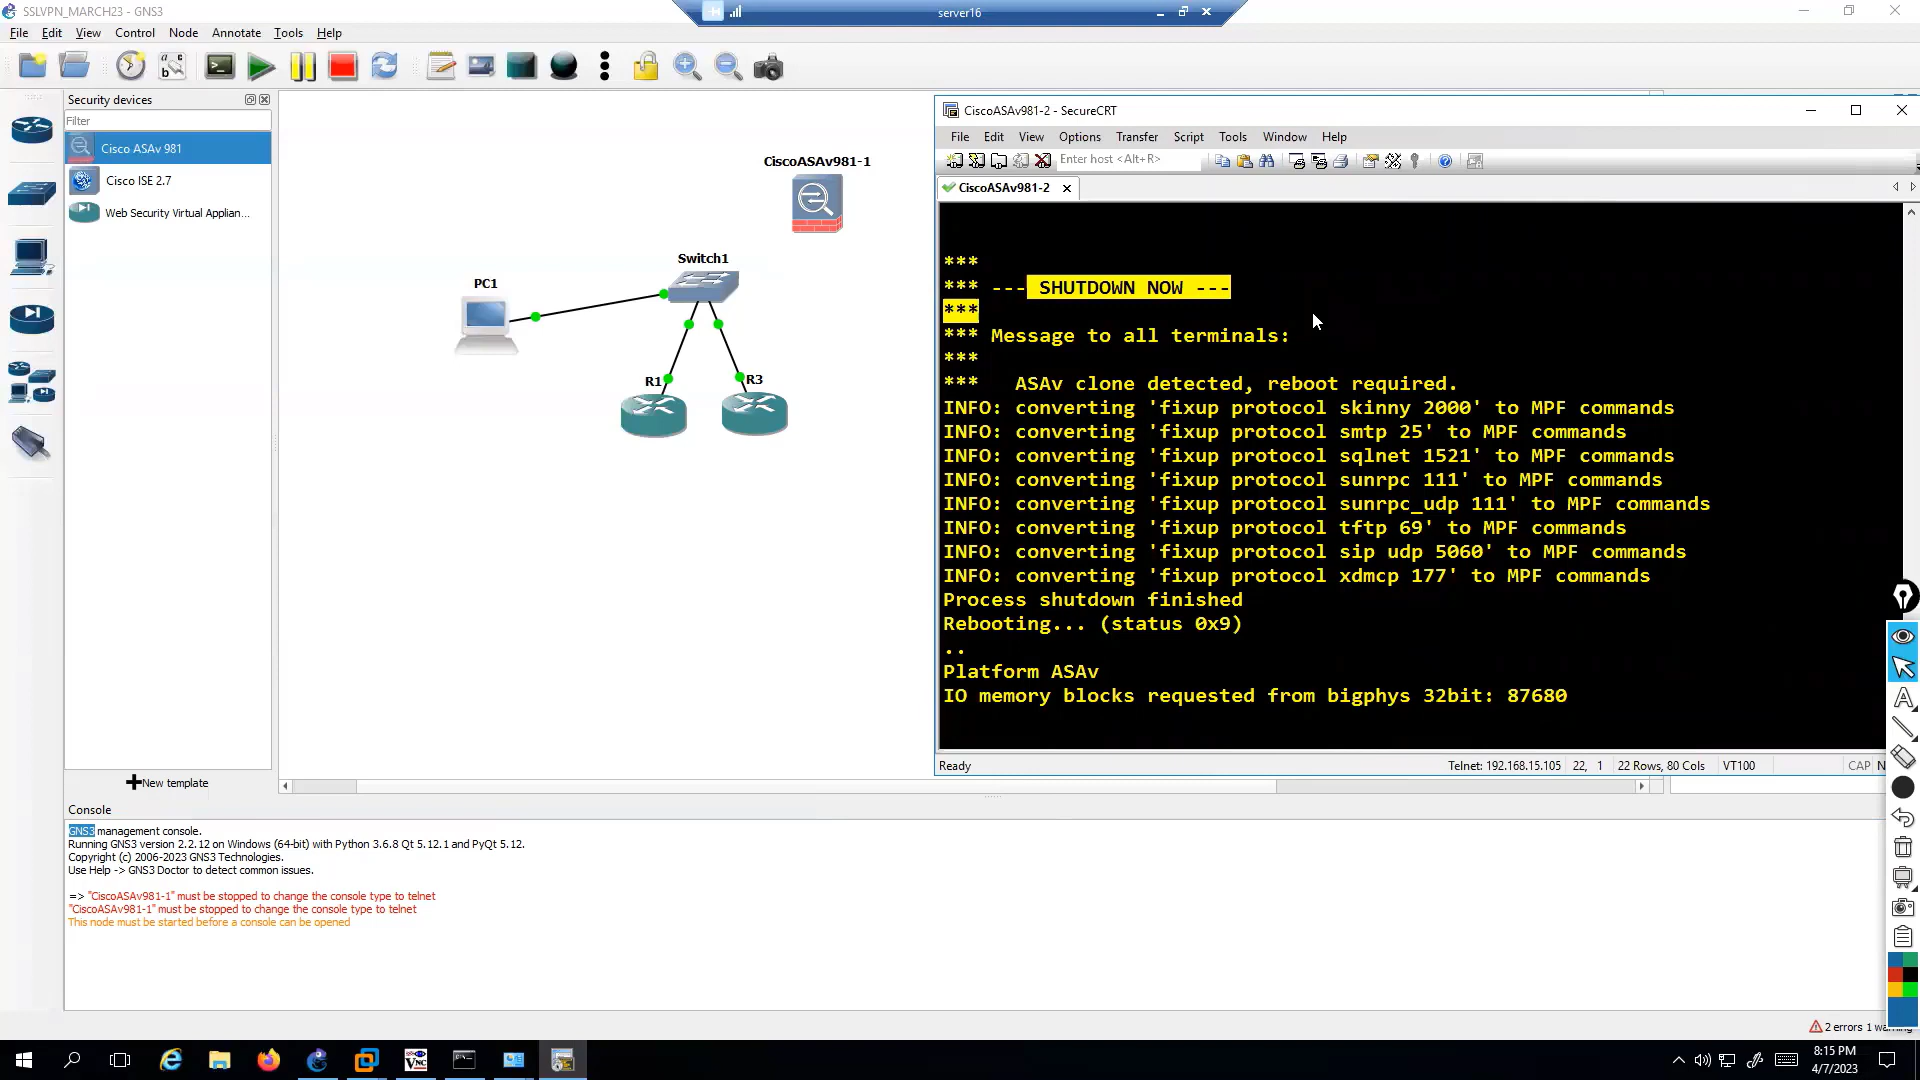 SSLVPN_MARCH23 - GNS3
server16
File Edit View Control Node Annotate Tools Help
Security devices
Filter
Cisco ASAv 981
Cisco ISE 2.7
Web Security Virtual Applian...
New template
CiscoASAv981-1
Switch1
PC1
R1
R3
CiscoASAv981-2 - SecureCRT
File Edit View Options Transfer Script Tools Window Help
Enter host <Alt+R>
CiscoASAv981-2
***
*** --- SHUTDOWN NOW ---
***
*** Message to all terminals:
***
***   ASAv clone detected, reboot required.
INFO: converting 'fixup protocol skinny 2000' to MPF commands
INFO: converting 'fixup protocol smtp 25' to MPF commands
INFO: converting 'fixup protocol sqlnet 1521' to MPF commands
INFO: converting 'fixup protocol sunrpc 111' to MPF commands
INFO: converting 'fixup protocol sunrpc_udp 111' to MPF commands
INFO: converting 'fixup protocol tftp 69' to MPF commands
INFO: converting 'fixup protocol sip udp 5060' to MPF commands
INFO: converting 'fixup protocol xdmcp 177' to MPF commands
Process shutdown finished
Rebooting... (status 0x9)
..
Platform ASAv
IO memory blocks requested from bigphys 32bit: 87680
Ready Telnet: 192.168.15.105 22, 1 22 Rows, 80 Cols VT100 CAP N
Console
GNS3 management console.
Running GNS3 version 2.2.12 on Windows (64-bit) with Python 3.6.8 Qt 5.12.1 and PyQt 5.12.
Copyright (c) 2006-2023 GNS3 Technologies.
Use Help -> GNS3 Doctor to detect common issues.
=> "CiscoASAv981-1" must be stopped to change the console type to telnet
"CiscoASAv981-1" must be stopped to change the console type to telnet
This node must be started before a console can be opened
2 errors 1 warning
8:15 PM
4/7/2023